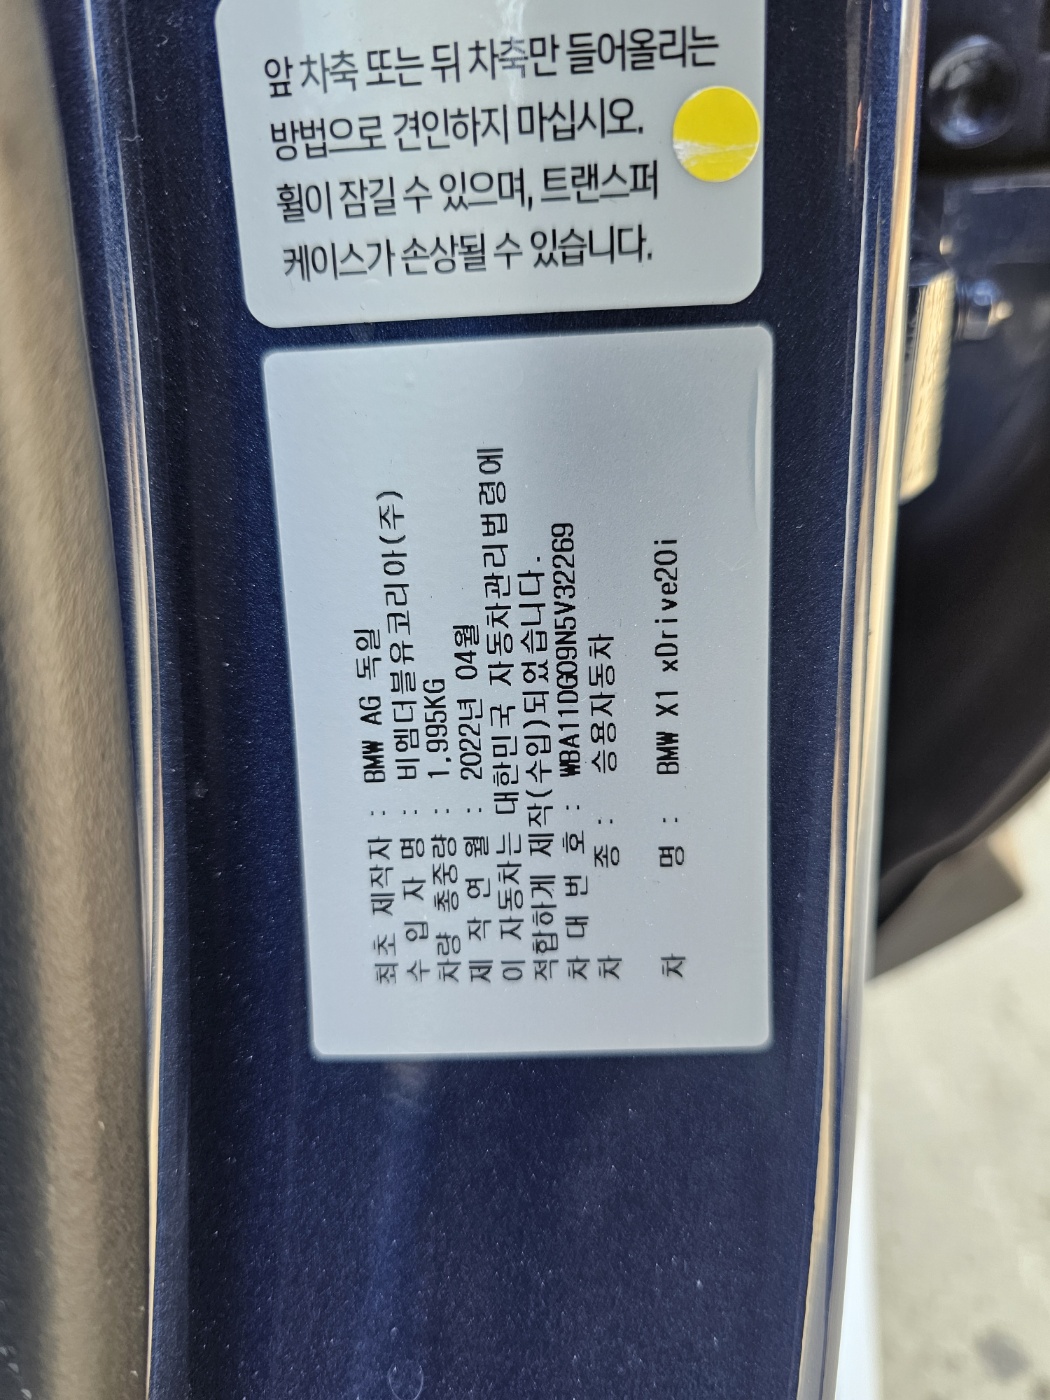 앞 차축 또는 뒤 차축만 들어올리는
방법으로 견인하지 마십시오.
휠이 잠길 수 있으며, 트랜스퍼
케이스가 손상될 수 있습니다.
최초 제작자 : BMW AG 독일
수 입 자 명 : 비엠더블유코리아(주)
차량 총중량 : 1,995KG
제 작 연 월 : 2022년 04월
이 자동차는 대한민국 자동차관리법령에
적합하게 제작(수입)되었습니다.
차 대 번 호 : WBA11DG09N5V32269
차 종 : 승용자동차
차 명 : BMW X1 xDrive20i